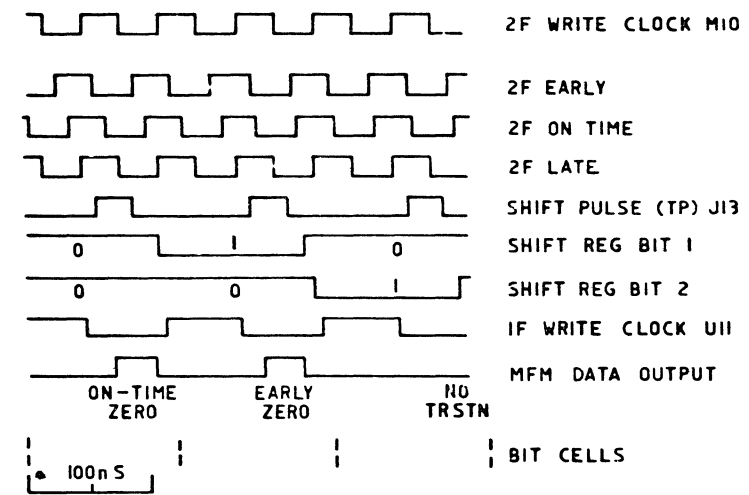 2F WRITE CLOCK M10
2F EARLY
2F ON TIME
2F LATE
SHIFT PULSE (TP) J13
0 1 0 SHIFT REG BIT 1
0 0 1 SHIFT REG BIT 2
1F WRITE CLOCK U11
MFM DATA OUTPUT
ON-TIME EARLY NO
ZERO ZERO TRSTN
BIT CELLS
100nS